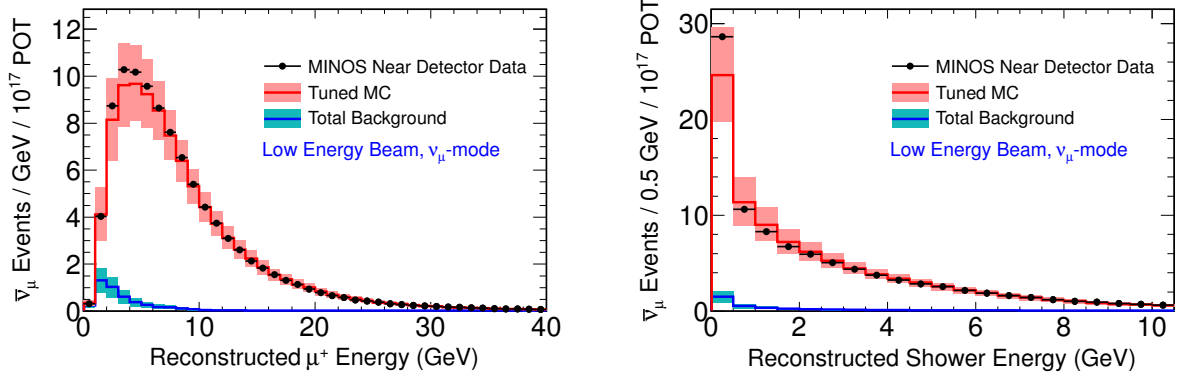 ν̅μ Events / GeV / 10¹⁷ POT
12
10
8
6
4
2
0
MINOS Near Detector Data
Tuned MC
Total Background
Low Energy Beam, νμ-mode
0 10 20 30 40
Reconstructed μ⁺ Energy (GeV)
ν̅μ Events / 0.5 GeV / 10¹⁷ POT
30
20
10
0
MINOS Near Detector Data
Tuned MC
Total Background
Low Energy Beam, νμ-mode
0 2 4 6 8 10
Reconstructed Shower Energy (GeV)